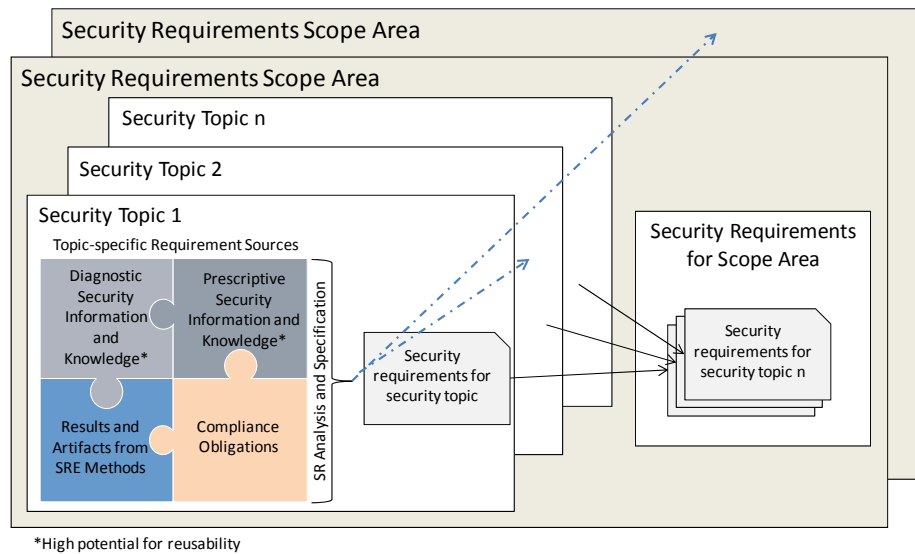 Security Requirements Scope Area
Security Requirements Scope Area
Security Topic n
Security Topic 2
Security Topic 1
Topic-specific Requirement Sources
Diagnostic
Security
Information
and
Knowledge*
Prescriptive
Security
Information and
Knowledge*
Results and
Artifacts from
SRE Methods
Compliance
Obligations
SR Analysis and Specification
Security
requirements for
security topic
Security Requirements
for Scope Area
Security
requirements for
security topic n
*High potential for reusability